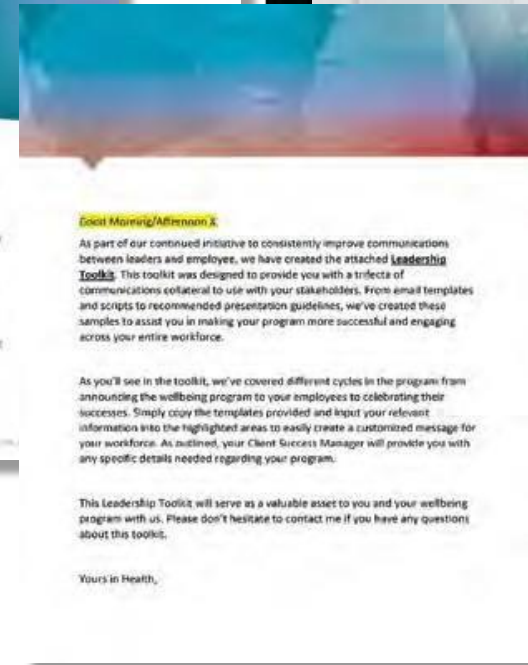 Good Morning/Afternoon X,
As part of our continued initiative to consistently improve communications
between leaders and employee, we have created the attached Leadership
Toolkit. This toolkit was designed to provide you with a trifecta of
communications collateral to use with your stakeholders. From email templates
and scripts to recommended presentation guidelines, we've created these
samples to assist you in making your program more successful and engaging
across your entire workforce.
As you'll see in the toolkit, we've covered different cycles in the program from
announcing the wellbeing program to your employees to celebrating their
successes. Simply copy the templates provided and input your relevant
information into the highlighted areas to easily create a customized message for
your workforce. As outlined, your Client Success Manager will provide you with
any specific details needed regarding your program.
This Leadership Toolkit will serve as a valuable asset to you and your wellbeing
program with us. Please don't hesitate to contact me if you have any questions
about this toolkit.
Yours in Health,